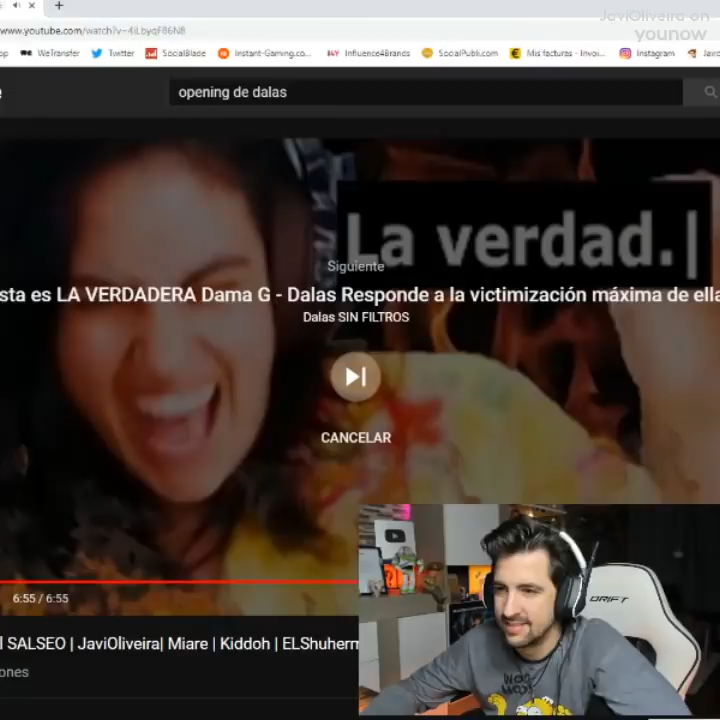 JaviOliveira on
younow
www.youtube.com/watch?v=4iLbyqF86N8
WeTransfer
Twitter
SocialBlade
Instant-Gaming.co...
Influence4Brands
SocialPubli.com
Mis facturas - Invoi...
Instagram
opening de dalas
La verdad.|
Siguiente
sta es LA VERDADERA Dama G - Dalas Responde a la victimización máxima de ella
Dalas SIN FILTROS
CANCELAR
6:55 / 6:55
SALSEO | JaviOliveira| Miare | Kiddoh | ELShuherm
ones
DRIFT